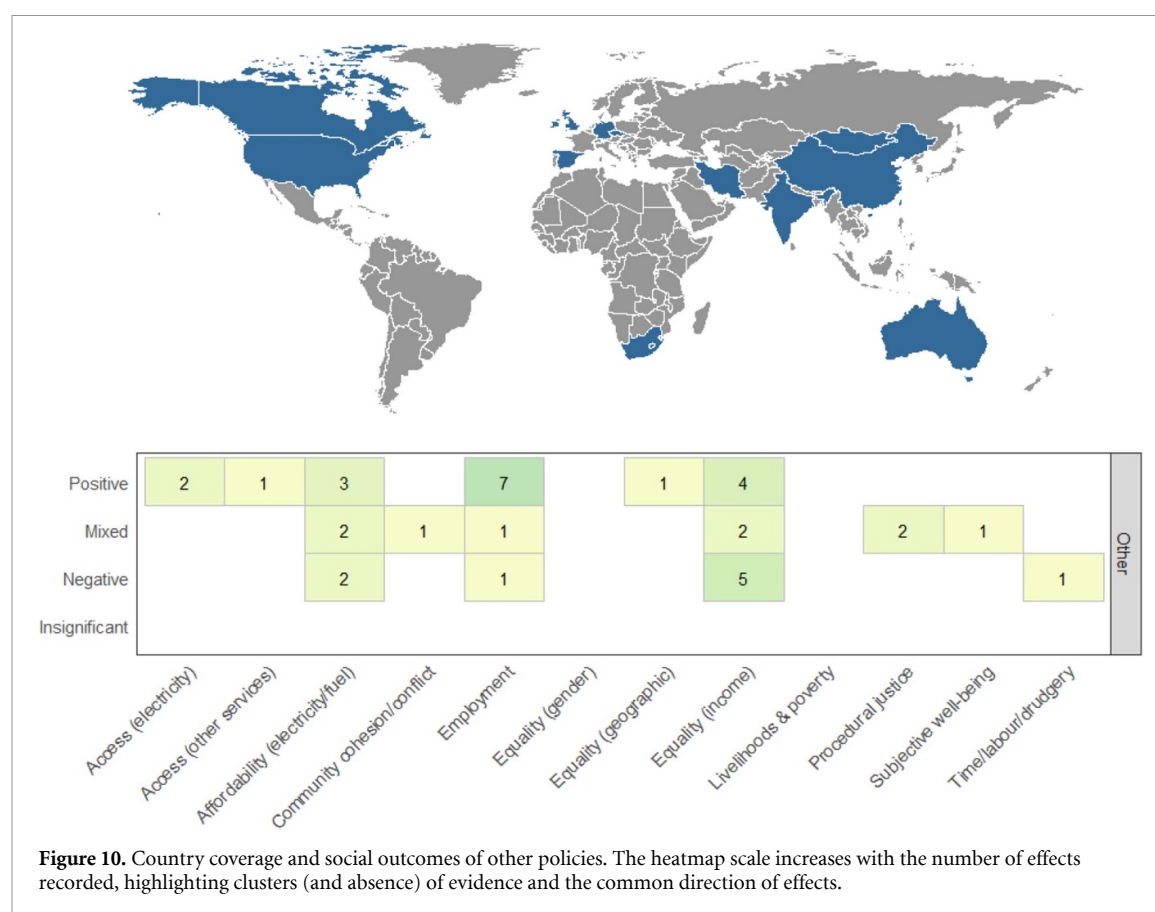 Positive 2 1 3 7 1 4
Mixed 2 1 1 2 2 1
Negative 2 1 5 1
Insignificant
Other
Access (electricity)
Access (other services)
Affordability (electricity/fuel)
Community cohesion/conflict
Employment
Equality (gender)
Equality (geographic)
Equality (income)
Livelihoods & poverty
Procedural justice
Subjective well-being
Time/labour/drudgery
Figure 10. Country coverage and social outcomes of other policies. The heatmap scale increases with the number of effects
recorded, highlighting clusters (and absence) of evidence and the common direction of effects.